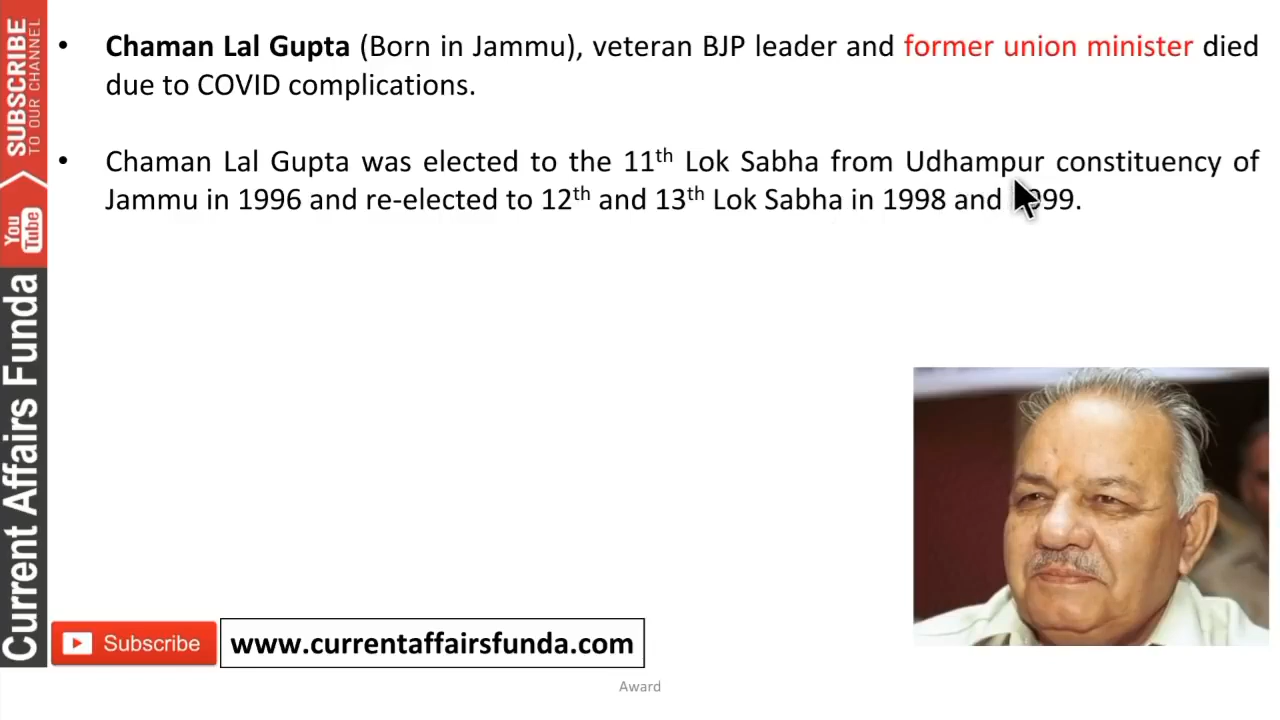 SUBSCRIBE
TO OUR CHANNEL
You
Tube
Current Affairs Funda
• Chaman Lal Gupta (Born in Jammu), veteran BJP leader and former union minister died
due to COVID complications.
• Chaman Lal Gupta was elected to the 11th Lok Sabha from Udhampur constituency of
Jammu in 1996 and re-elected to 12th and 13th Lok Sabha in 1998 and 1999.
Subscribe
www.currentaffairsfunda.com
Award